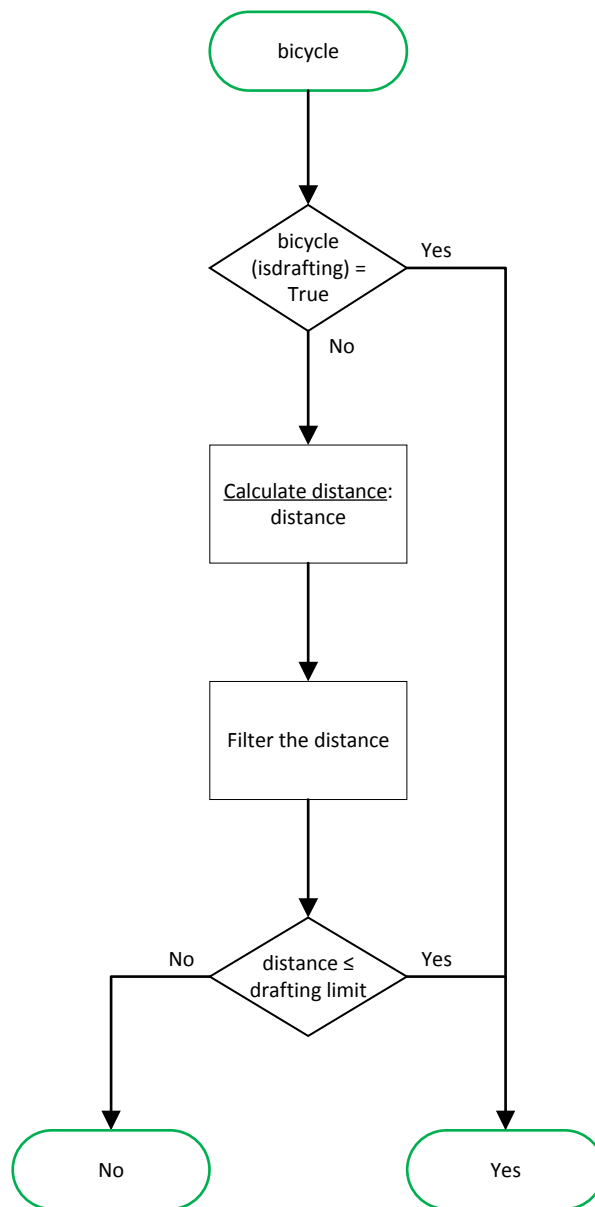 bicycle
bicycle
(isdrafting) =
True
Yes
No
Calculate distance:
distance
Filter the distance
No
distance ≤
drafting limit
Yes
No
Yes